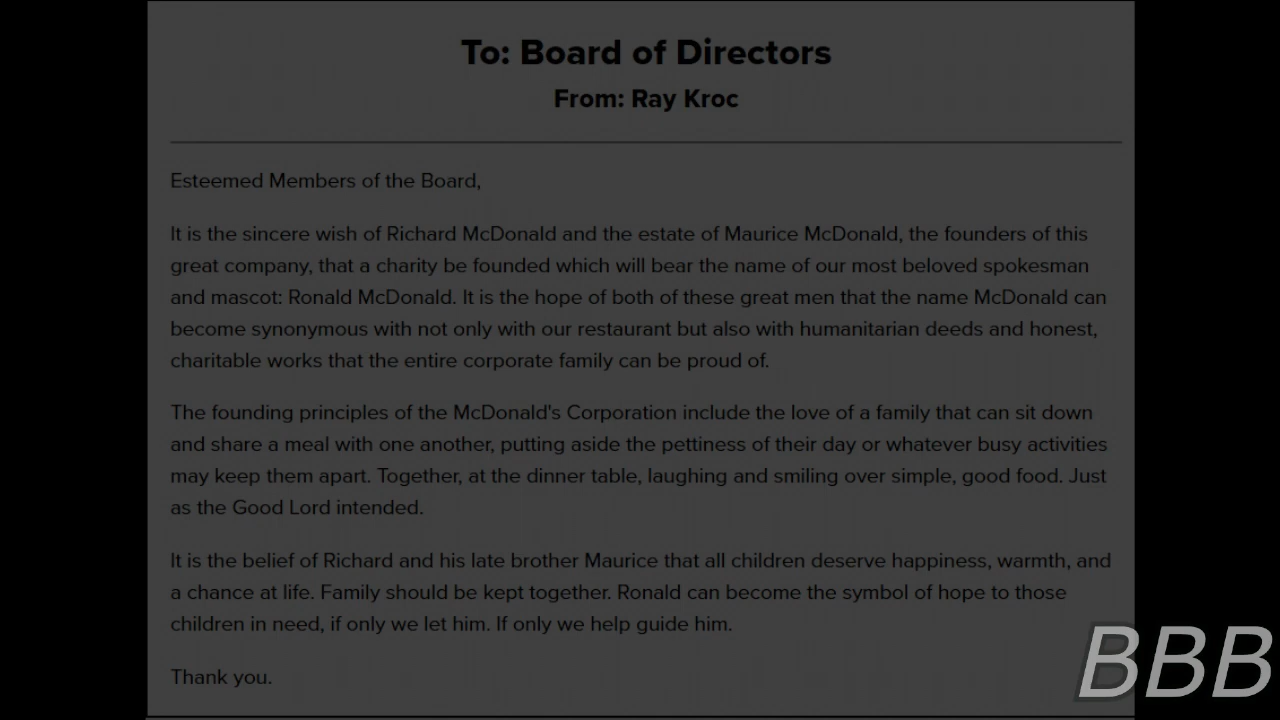 To: Board of Directors
From: Ray Kroc
Esteemed Members of the Board,
It is the sincere wish of Richard McDonald and the estate of Maurice McDonald, the founders of this
great company, that a charity be founded which will bear the name of our most beloved spokesman
and mascot: Ronald McDonald. It is the hope of both of these great men that the name McDonald can
become synonymous with not only with our restaurant but also with humanitarian deeds and honest,
charitable works that the entire corporate family can be proud of.
The founding principles of the McDonald's Corporation include the love of a family that can sit down
and share a meal with one another, putting aside the pettiness of their day or whatever busy activities
may keep them apart. Together, at the dinner table, laughing and smiling over simple, good food. Just
as the Good Lord intended.
It is the belief of Richard and his late brother Maurice that all children deserve happiness, warmth, and
a chance at life. Family should be kept together. Ronald can become the symbol of hope to those
children in need, if only we let him. If only we help guide him.
Thank you.
BBB